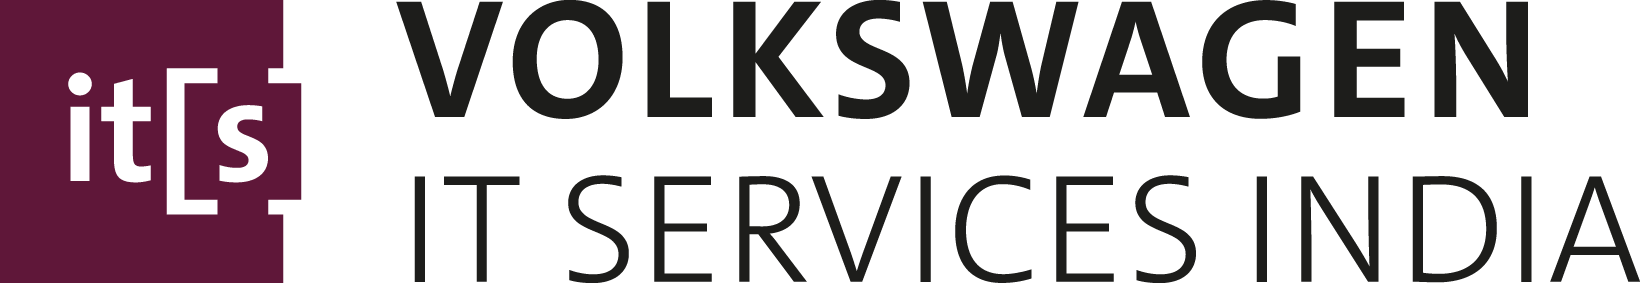 it[s]
VOLKSWAGEN
IT SERVICES INDIA